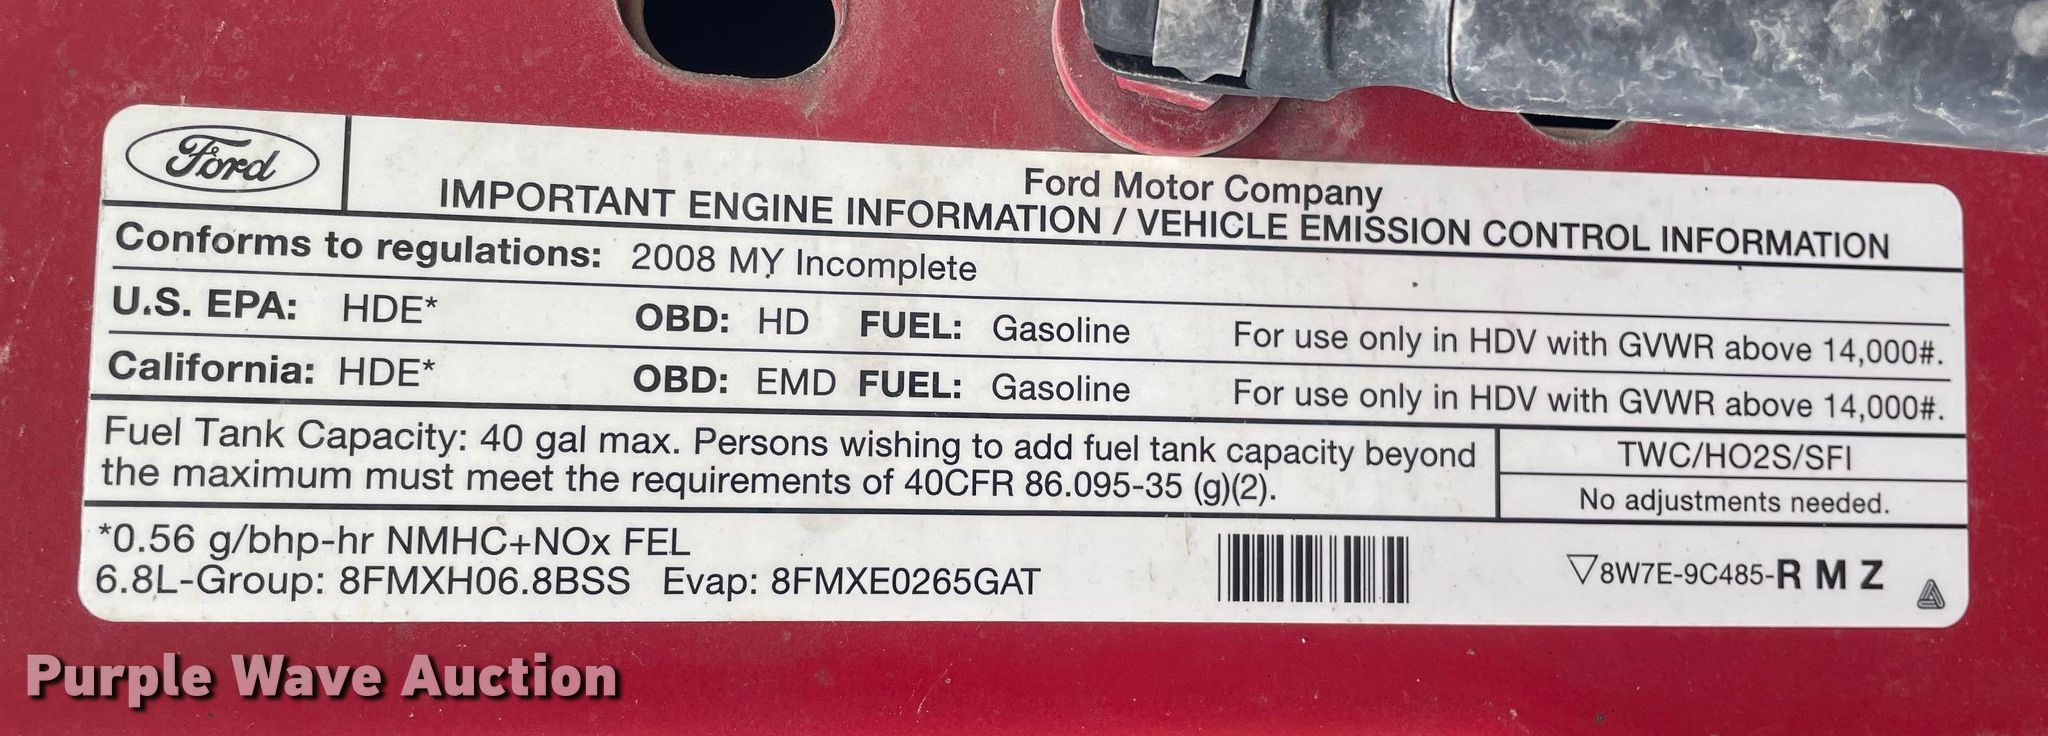 Ford
Ford Motor Company
IMPORTANT ENGINE INFORMATION / VEHICLE EMISSION CONTROL INFORMATION
Conforms to regulations: 2008 MY Incomplete
U.S. EPA: HDE* OBD: HD FUEL: Gasoline For use only in HDV with GVWR above 14,000#.
California: HDE* OBD: EMD FUEL: Gasoline For use only in HDV with GVWR above 14,000#.
Fuel Tank Capacity: 40 gal max. Persons wishing to add fuel tank capacity beyond
the maximum must meet the requirements of 40CFR 86.095-35 (g)(2).
TWC/HO2S/SFI
No adjustments needed.
*0.56 g/bhp-hr NMHC+NOx FEL
6.8L-Group: 8FMXH06.8BSS Evap: 8FMXE0265GAT
▽8W7E-9C485-R M Z
Purple Wave Auction